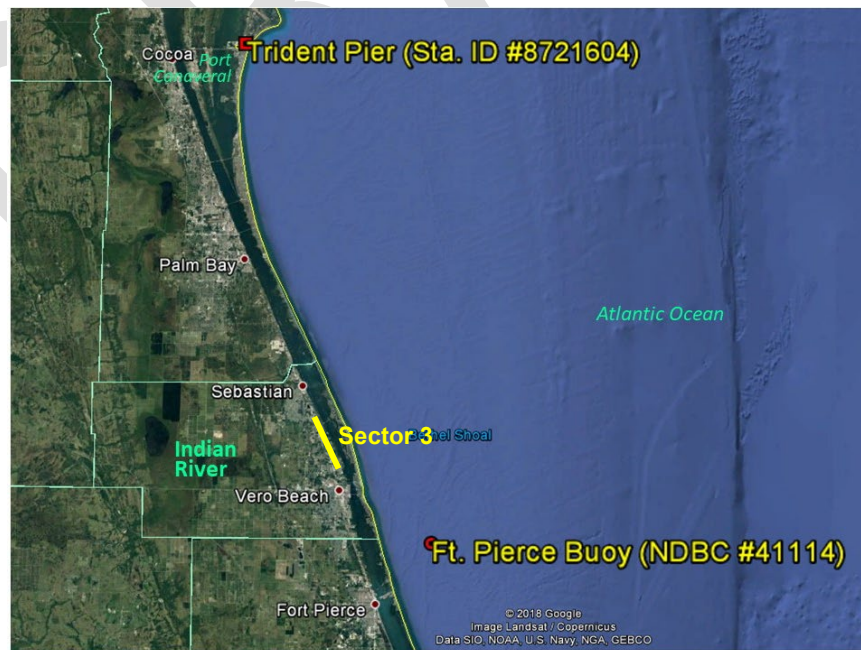 Trident Pier (Sta. ID #8721604)
Cocoa
Port
Canaveral
Palm Bay
Atlantic Ocean
Sebastian
Sector 3
Shoal
Indian
River
Vero Beach
Ft. Pierce Buoy (NDBC #41114)
Fort Pierce
© 2018 Google
Image Landsat / Copernicus
Data SIO, NOAA, U.S. Navy, NGA, GEBCO